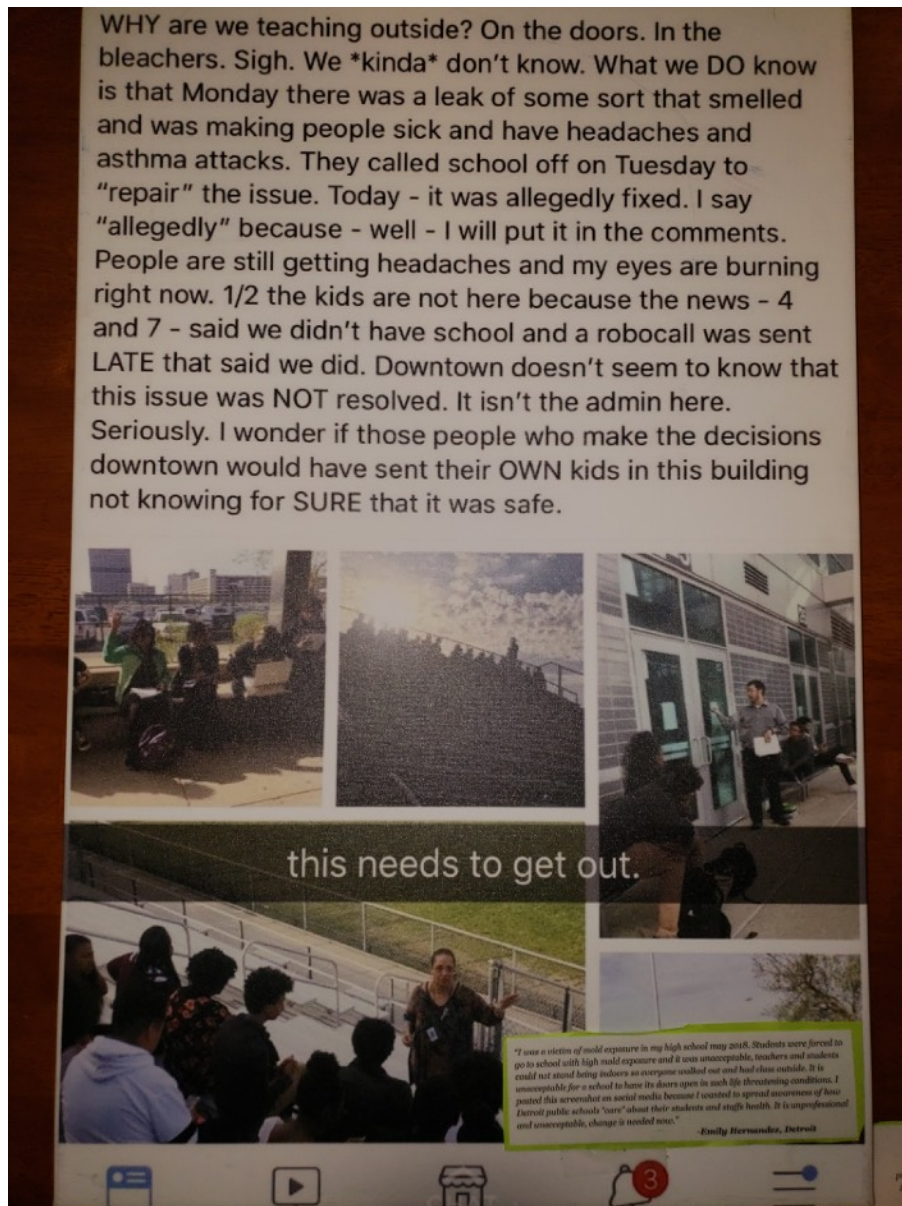 WHY are we teaching outside? On the doors. In the
bleachers. Sigh. We *kinda* don't know. What we DO know
is that Monday there was a leak of some sort that smelled
and was making people sick and have headaches and
asthma attacks. They called school off on Tuesday to
"repair" the issue. Today - it was allegedly fixed. I say
"allegedly" because - well - I will put it in the comments.
People are still getting headaches and my eyes are burning
right now. 1/2 the kids are not here because the news - 4
and 7 - said we didn't have school and a robocall was sent
LATE that said we did. Downtown doesn't seem to know that
this issue was NOT resolved. It isn't the admin here.
Seriously. I wonder if those people who make the decisions
downtown would have sent their OWN kids in this building
not knowing for SURE that it was safe.
this needs to get out.
"I was a victim of mold exposure in my high school may 2018. Students were forced to
go to school with high mold exposure and it was unacceptable, teachers and students
could not stand being indoors so everyone walked out and had class outside. It is
unacceptable for a school to have its doors open in such life threatening conditions. I
posted this screenshot on social media because I wanted to spread awareness of how
Detroit public schools "care" about their students and staffs health. It is unprofessional
and unacceptable, change is needed now."
-Emily Hernandez, Detroit
3